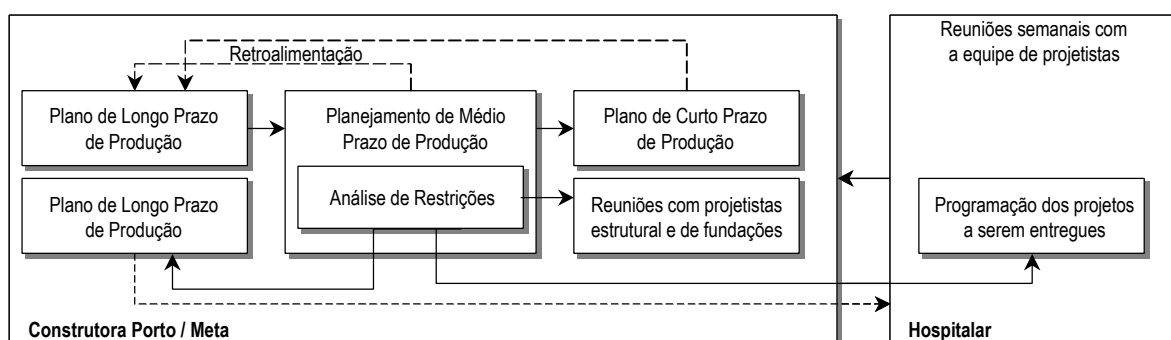 Reuniões semanais com
a equipe de projetistas
Retroalimentação
Plano de Longo Prazo
de Produção
Planejamento de Médio
Prazo de Produção
Plano de Curto Prazo
de Produção
Análise de Restrições
Plano de Longo Prazo
de Produção
Reuniões com projetistas
estrutural e de fundações
Programação dos projetos
a serem entregues
Construtora Porto / Meta
Hospitalar